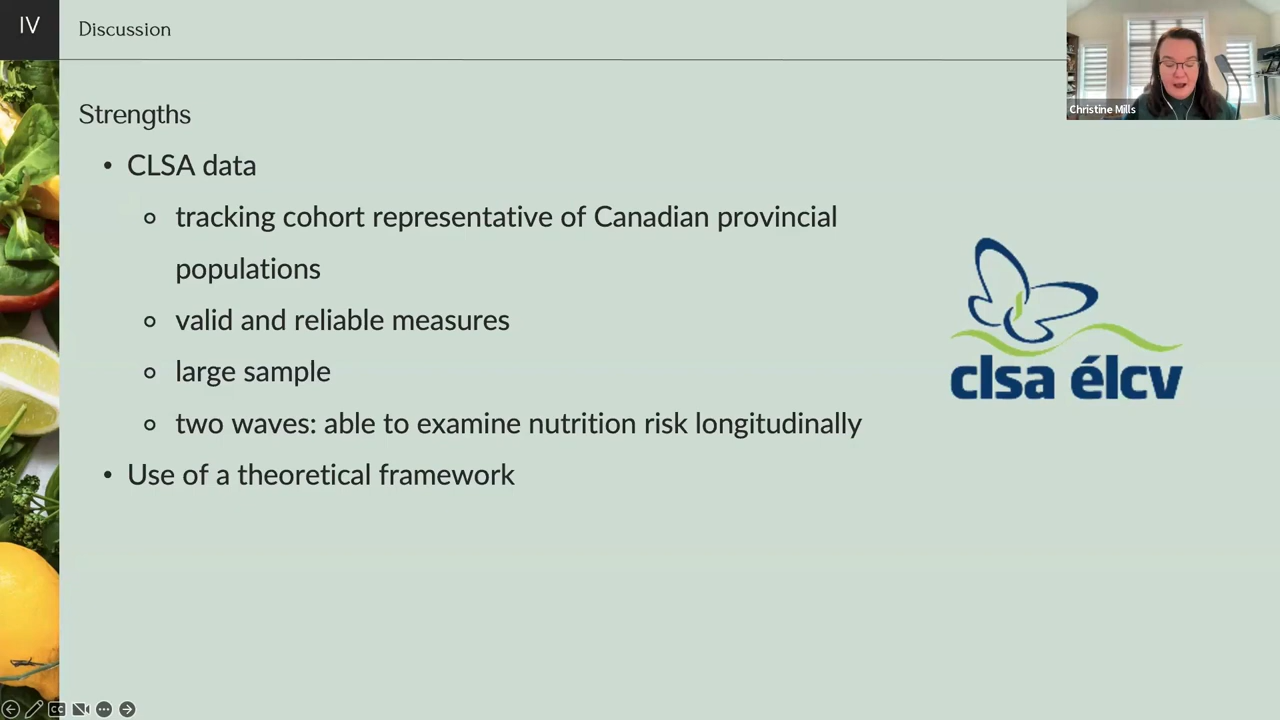 IV
Discussion
Christine Mills
Strengths
• CLSA data
tracking cohort representative of Canadian provincial
populations
valid and reliable measures
large sample
two waves: able to examine nutrition risk longitudinally
• Use of a theoretical framework
clsa élcv
CC